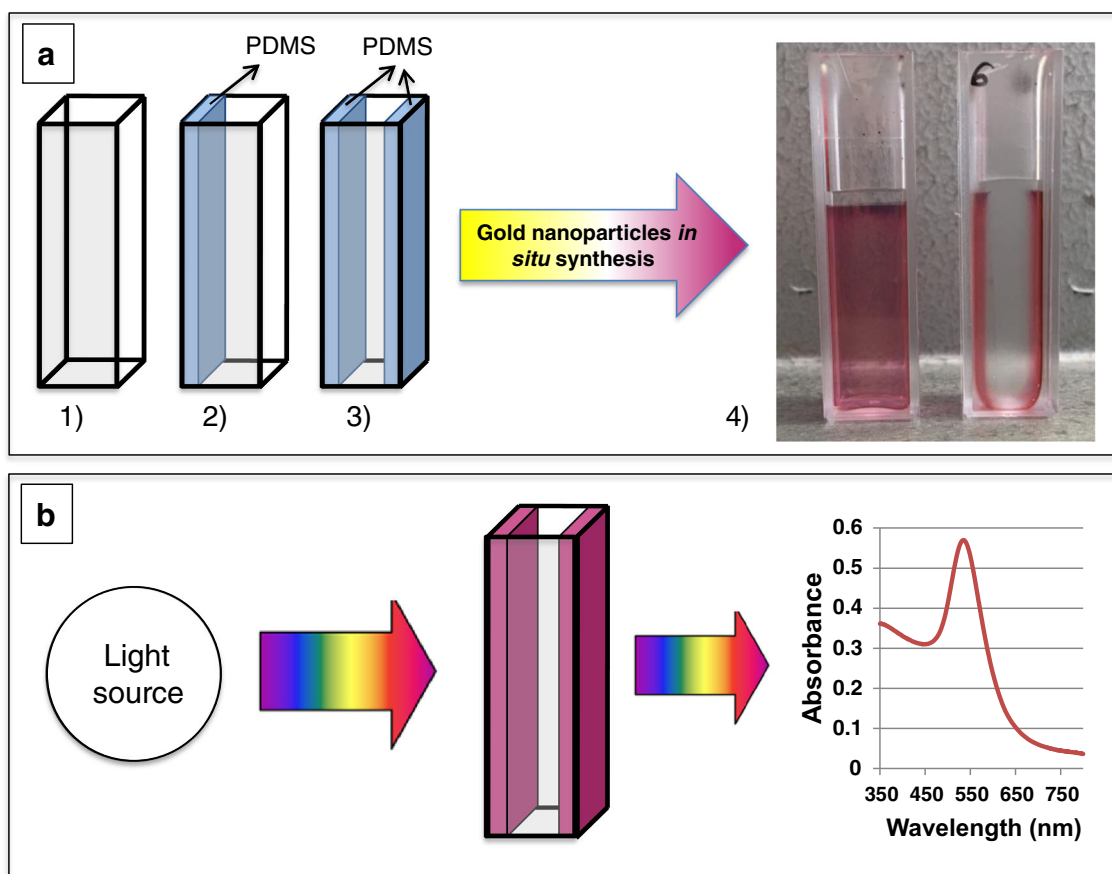 a
PDMS
PDMS
Gold nanoparticles in
situ synthesis
6
1)
2)
3)
4)
b
Light
source
Absorbance
0.6
0.5
0.4
0.3
0.2
0.1
0
350 450 550 650 750
Wavelength (nm)